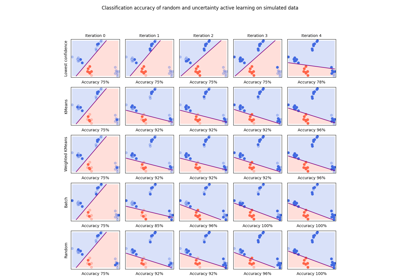 Classification accuracy of random and uncertainty active learning on simulated data
Iteration 0 Iteration 1 Iteration 2 Iteration 3 Iteration 4
Lowest confidence
Accuracy 75% Accuracy 75% Accuracy 75% Accuracy 75% Accuracy 78%
KMeans
Accuracy 75% Accuracy 92% Accuracy 92% Accuracy 92% Accuracy 96%
Weighted KMeans
Accuracy 75% Accuracy 92% Accuracy 92% Accuracy 92% Accuracy 96%
Batch
Accuracy 75% Accuracy 85% Accuracy 96% Accuracy 100% Accuracy 100%
Random
Accuracy 75% Accuracy 92% Accuracy 92% Accuracy 96% Accuracy 100%